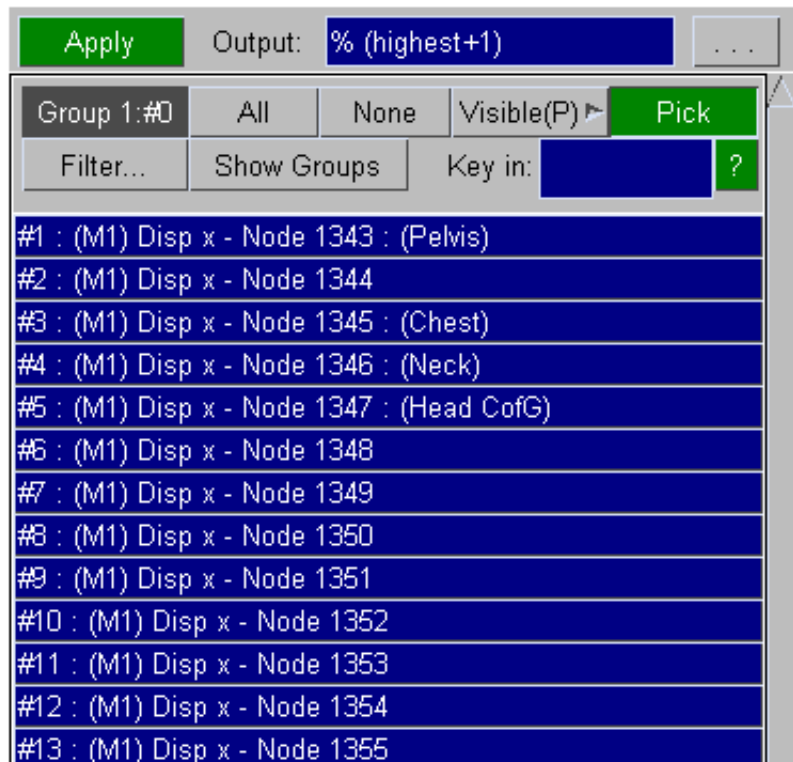 Apply Output: % (highest+1) ...
Group 1:#0 All None Visible(P) Pick
Filter... Show Groups Key in: ?
#1 : (M1) Disp x - Node 1343 : (Pelvis)
#2 : (M1) Disp x - Node 1344
#3 : (M1) Disp x - Node 1345 : (Chest)
#4 : (M1) Disp x - Node 1346 : (Neck)
#5 : (M1) Disp x - Node 1347 : (Head CofG)
#6 : (M1) Disp x - Node 1348
#7 : (M1) Disp x - Node 1349
#8 : (M1) Disp x - Node 1350
#9 : (M1) Disp x - Node 1351
#10 : (M1) Disp x - Node 1352
#11 : (M1) Disp x - Node 1353
#12 : (M1) Disp x - Node 1354
#13 : (M1) Disp x - Node 1355